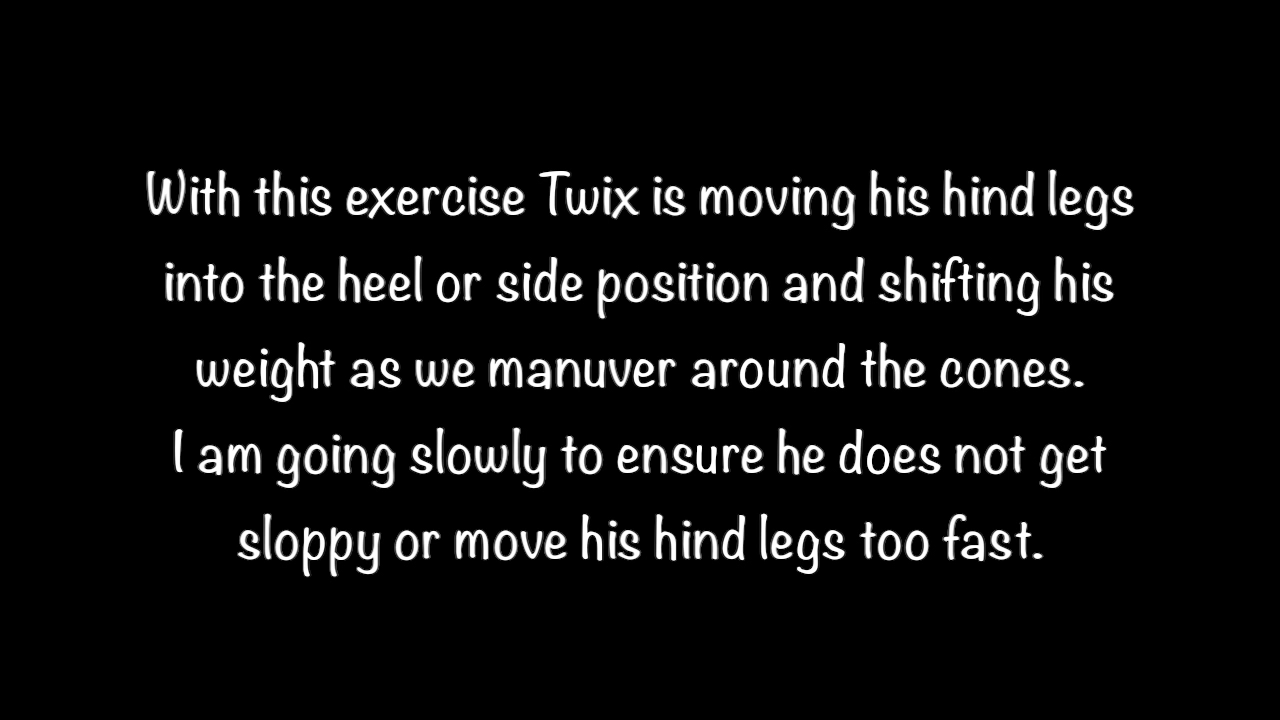 With this exercise Twix is moving his hind legs
into the heel or side position and shifting his
weight as we manuver around the cones.
I am going slowly to ensure he does not get
sloppy or move his hind legs too fast.